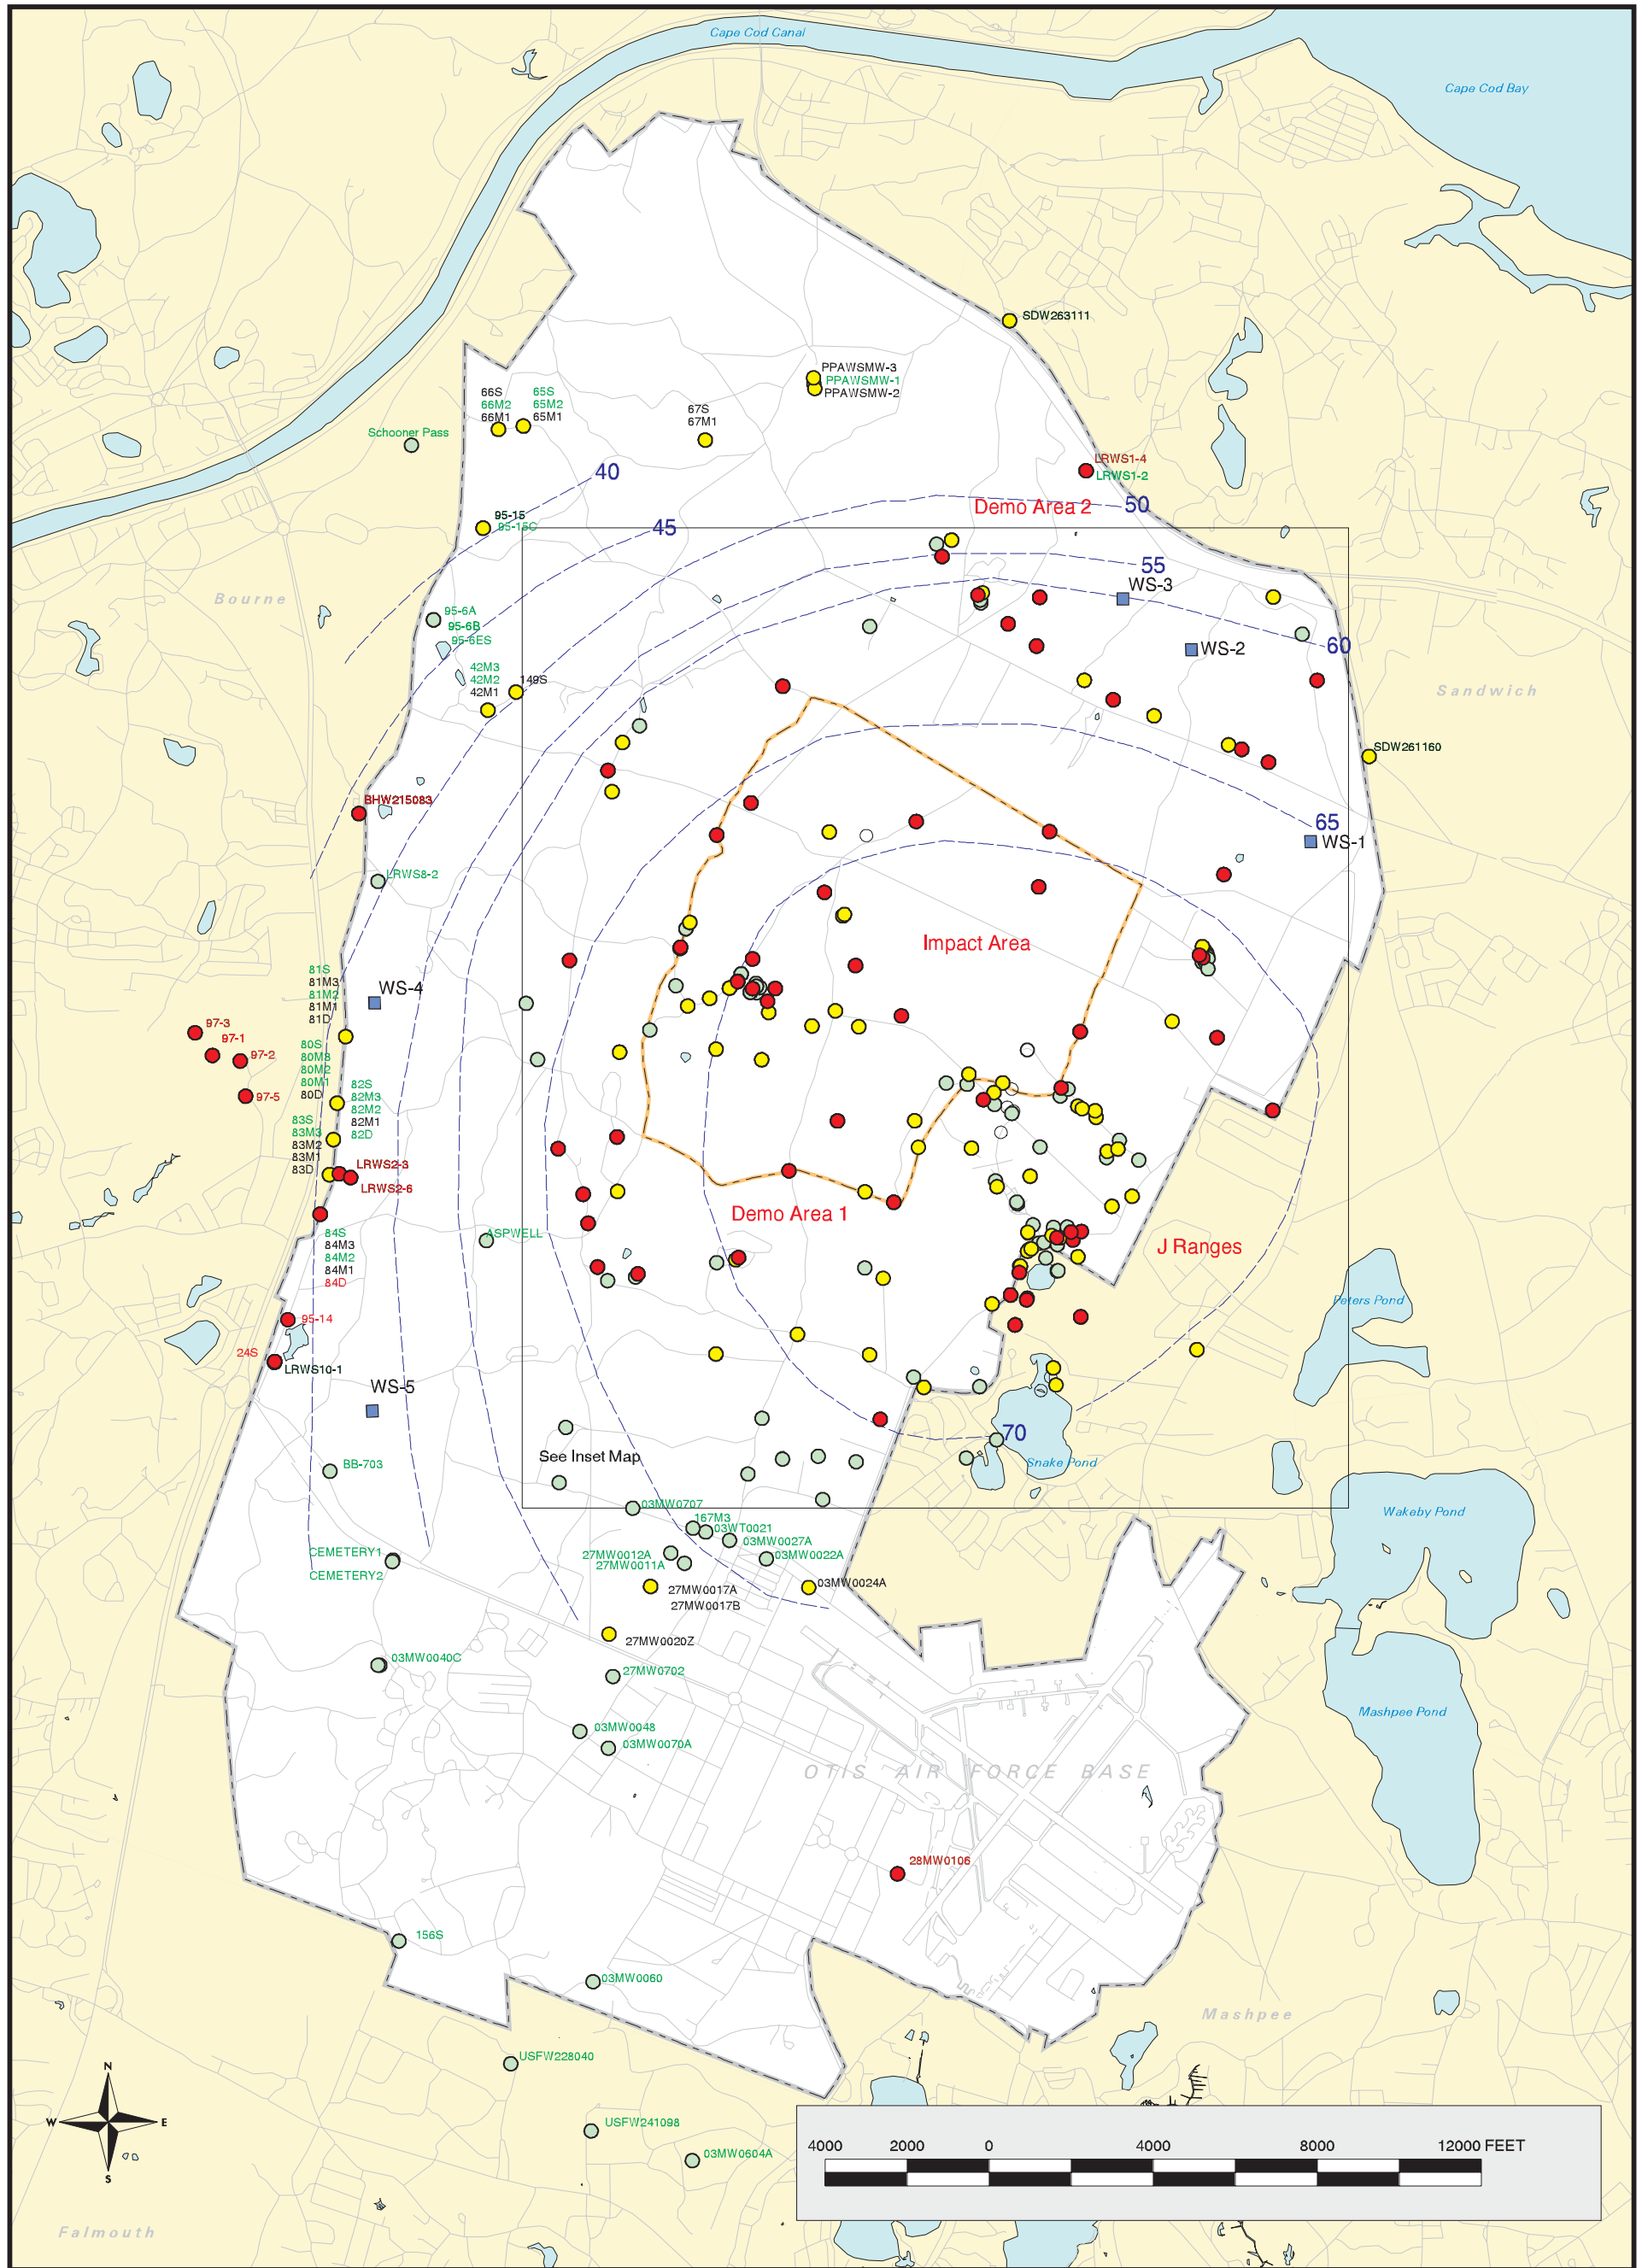 Cape Cod Canal
Cape Cod Bay
SDW263111
PPAWSMW-3
PPAWSMW-1
PPAWSMW-2
66S
66M2
66M1
65S
65M2
65M1
67S
67M1
Schooner Pass
LRWS1-4
LRWS1-2
40
45
50
Demo Area 2
95-15
95-15C
55
WS-3
Bourne
95-6A
95-6B
95-6ES
60
WS-2
42M3
42M2
42M1
149S
Sandwich
SDW261160
BHW215083
65
WS-1
LRWS8-2
Impact Area
81S
81M3
81M2
81M1
81D
WS-4
97-3
97-1
97-2
97-5
80S
80M3
80M2
80M1
80D
82S
82M3
82M2
82M1
82D
83S
83M3
83M2
83M1
83D
LRWS2-3
LRWS2-6
Demo Area 1
84S
84M3
84M2
84M1
84D
ASPWELL
J Ranges
Peters Pond
95-14
24S
LRWS10-1
WS-5
70
See Inset Map
Snake Pond
BB-703
Wakeby Pond
03MW0707
167M3
03WT0021
03MW0027A
03MW0022A
27MW0012A
27MW0011A
CEMETERY1
CEMETERY2
27MW0017A
27MW0017B
03MW0024A
27MW0020Z
03MW0040C
27MW0702
Mashpee Pond
03MW0048
03MW0070A
OTIS AIR FORCE BASE
28MW0106
156S
03MW0060
Mashpee
USFW228040
N
W E
S
USFW241098
03MW0604A
4000 2000 0 4000 8000 12000 FEET
Falmouth